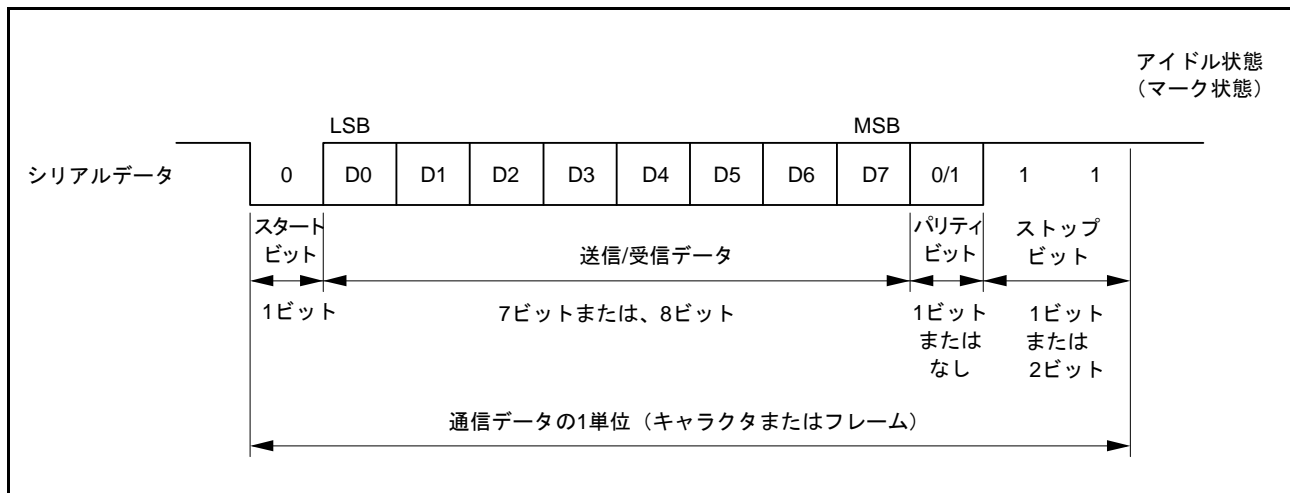 アイドル状態
（マーク状態）
LSB
MSB
シリアルデータ
0
D0
D1
D2
D3
D4
D5
D6
D7
0/1
1
1
スタート
ビット
送信/受信データ
パリティ
ビット
ストップ
ビット
1ビット
7ビットまたは、8ビット
1ビット
または
なし
1ビット
または
2ビット
通信データの1単位（キャラクタまたはフレーム）